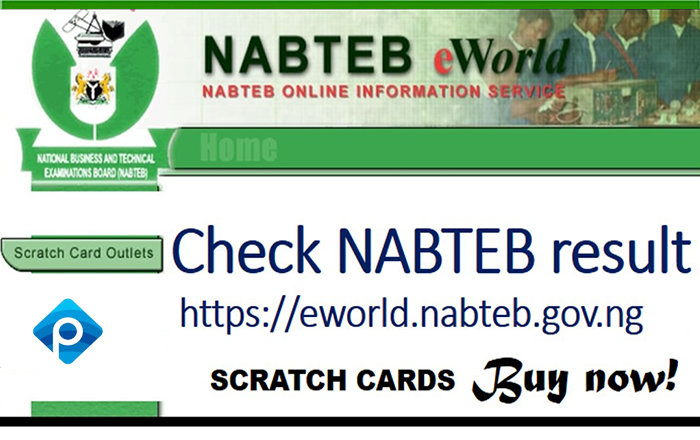 NABTEB eWorld
NABTEB ONLINE INFORMATION SERVICE
Home
NATIONAL BUSINESS AND TECHNICAL
EXAMINATIONS BOARD (NABTEB)
Scratch Card Outlets
Check NABTEB result
https://eworld.nabteb.gov.ng
p
SCRATCH CARDS Buy now!